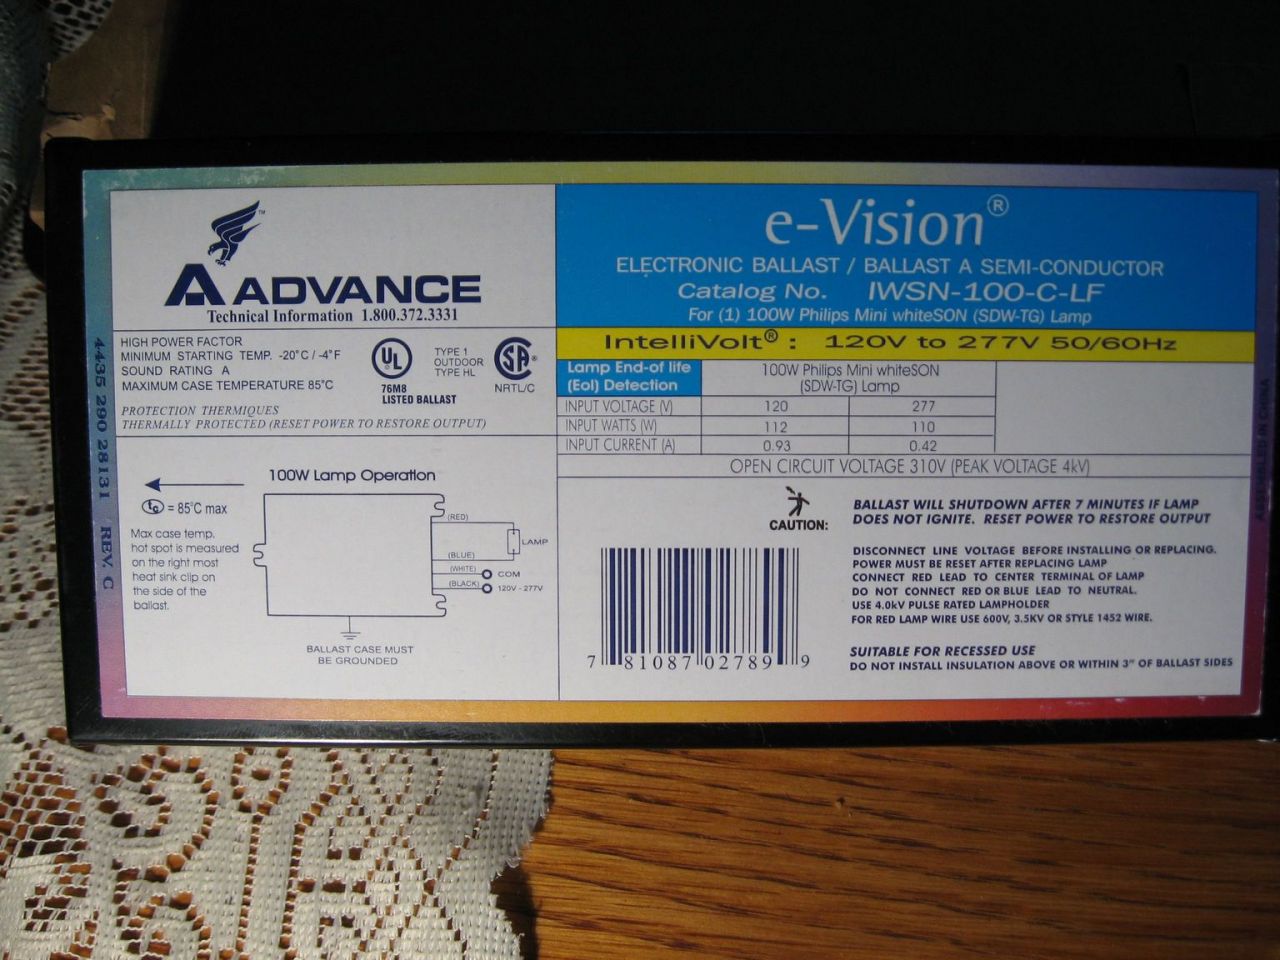 ADVANCE
Technical Information 1.800.372.3331
HIGH POWER FACTOR
MINIMUM STARTING TEMP. -20°C / -4°F
SOUND RATING A
MAXIMUM CASE TEMPERATURE 85°C
PROTECTION THERMIQUES
THERMALLY PROTECTED (RESET POWER TO RESTORE OUTPUT)
UL
76M8
LISTED BALLAST
TYPE 1
OUTDOOR
TYPE HL
SA®
NRTL/C
100W Lamp Operation
tc = 85°C max
Max case temp.
hot spot is measured
on the right most
heat sink clip on
the side of the
ballast.
(RED)
LAMP
(BLUE)
(WHITE)
COM
(BLACK)
120V - 277V
BALLAST CASE MUST
BE GROUNDED
4435 290 28131 REV. C
e-Vision®
ELECTRONIC BALLAST / BALLAST A SEMI-CONDUCTOR
Catalog No. IWSN-100-C-LF
For (1) 100W Philips Mini whiteSON (SDW-TG) Lamp
IntelliVolt® : 120V to 277V 50/60Hz
Lamp End-of life
(Eol) Detection
100W Philips Mini whiteSON
(SDW-TG) Lamp
INPUT VOLTAGE (V) 120 277
INPUT WATTS (W) 112 110
INPUT CURRENT (A) 0.93 0.42
OPEN CIRCUIT VOLTAGE 310V (PEAK VOLTAGE 4kV)
CAUTION:
BALLAST WILL SHUTDOWN AFTER 7 MINUTES IF LAMP
DOES NOT IGNITE. RESET POWER TO RESTORE OUTPUT
DISCONNECT LINE VOLTAGE BEFORE INSTALLING OR REPLACING.
POWER MUST BE RESET AFTER REPLACING LAMP
CONNECT RED LEAD TO CENTER TERMINAL OF LAMP
DO NOT CONNECT RED OR BLUE LEAD TO NEUTRAL.
USE 4.0kV PULSE RATED LAMPHOLDER
FOR RED LAMP WIRE USE 600V, 3.5KV OR STYLE 1452 WIRE.
SUITABLE FOR RECESSED USE
DO NOT INSTALL INSULATION ABOVE OR WITHIN 3" OF BALLAST SIDES
7 81087 02789 9
ASSEMBLED IN CHINA